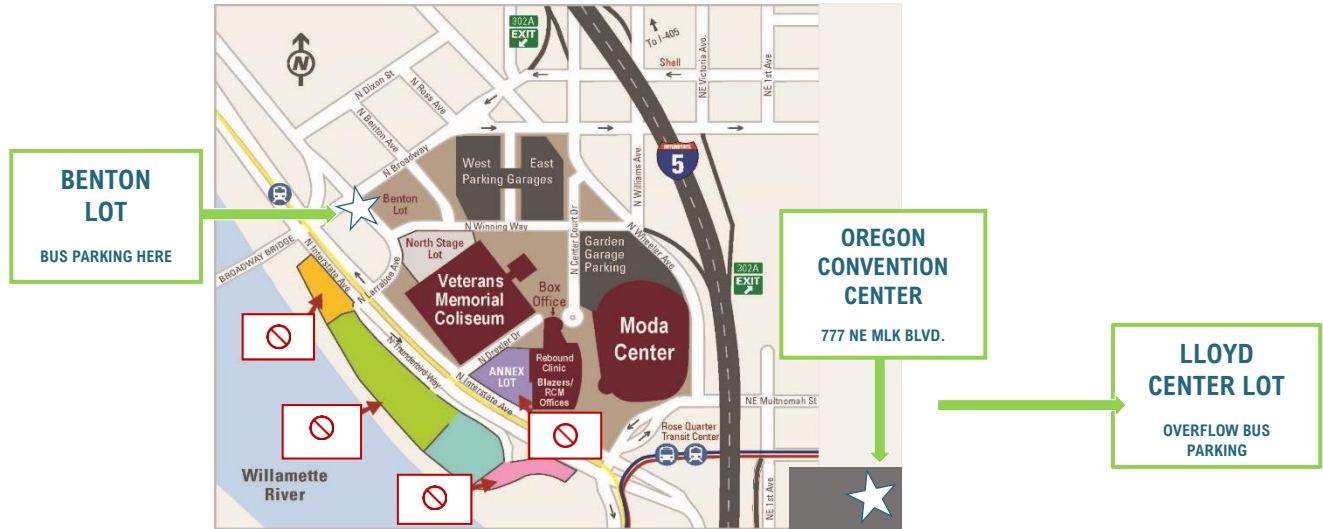 BENTON
LOT
BUS PARKING HERE
302A
EXIT
To I-405
N
N Dixon St
N Ross Ave
N Benton Ave
N Broadway
Shell
NE Victoria Ave.
NE 1st Ave
West
East
Parking Garages
INTERSTATE
5
N Williams Ave.
Benton
Lot
N Winning Way
N Center Court Dr
N Wheeler Ave
BROADWAY BRIDGE
N Interstate Ave
N Larrabee Ave
North Stage
Lot
Garden
Garage
Parking
302A
EXIT
Veterans
Memorial
Coliseum
Box
Office
Moda
Center
N Drexler Dr
N Thunderbird Way
ANNEX
LOT
Rebound
Clinic
Blazers/
RCM
Offices
N Interstate Ave
NE Multnomah St
Rose Quarter
Transit Center
Willamette
River
NE 1st Ave
OREGON
CONVENTION
CENTER
777 NE MLK BLVD.
LLOYD
CENTER LOT
OVERFLOW BUS
PARKING